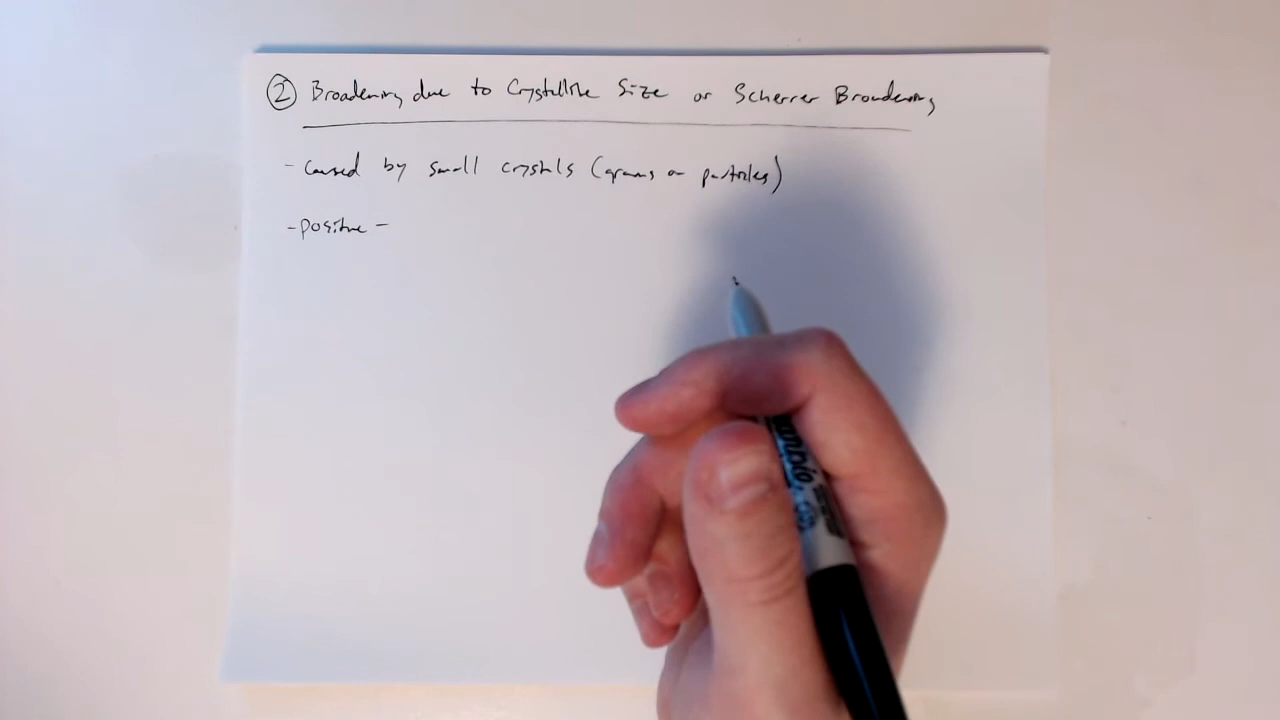 ② Broadening due to Crystallite Size or Scherrer Broadening
- Caused by small crystals (grains or particles)
- positive -